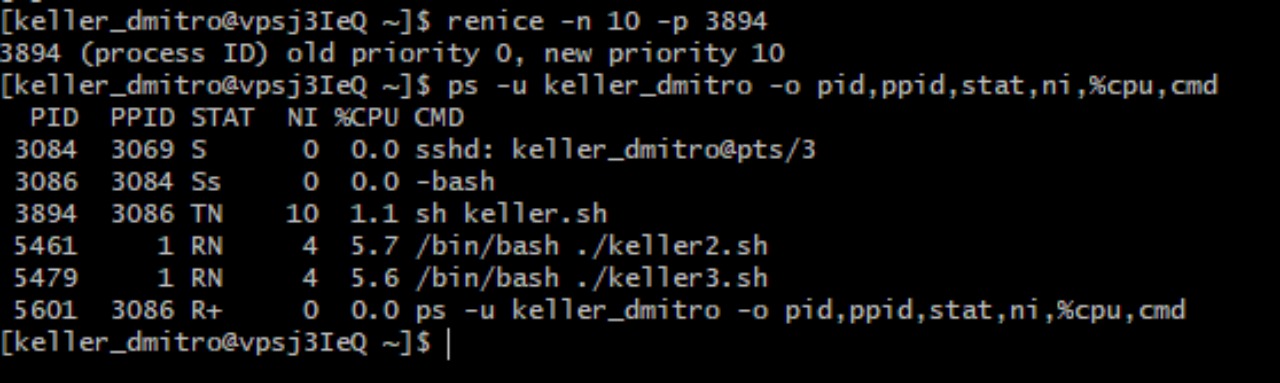 [keller_dmitro@vpsj3IeQ ~]$ renice -n 10 -p 3894
3894 (process ID) old priority 0, new priority 10
[keller_dmitro@vpsj3IeQ ~]$ ps -u keller_dmitro -o pid,ppid,stat,ni,%cpu,cmd
  PID  PPID STAT  NI %CPU CMD
 3084  3069 S      0  0.0 sshd: keller_dmitro@pts/3
 3086  3084 Ss     0  0.0 -bash
 3894  3086 TN    10  1.1 sh keller.sh
 5461     1 RN     4  5.7 /bin/bash ./keller2.sh
 5479     1 RN     4  5.6 /bin/bash ./keller3.sh
 5601  3086 R+     0  0.0 ps -u keller_dmitro -o pid,ppid,stat,ni,%cpu,cmd
[keller_dmitro@vpsj3IeQ ~]$